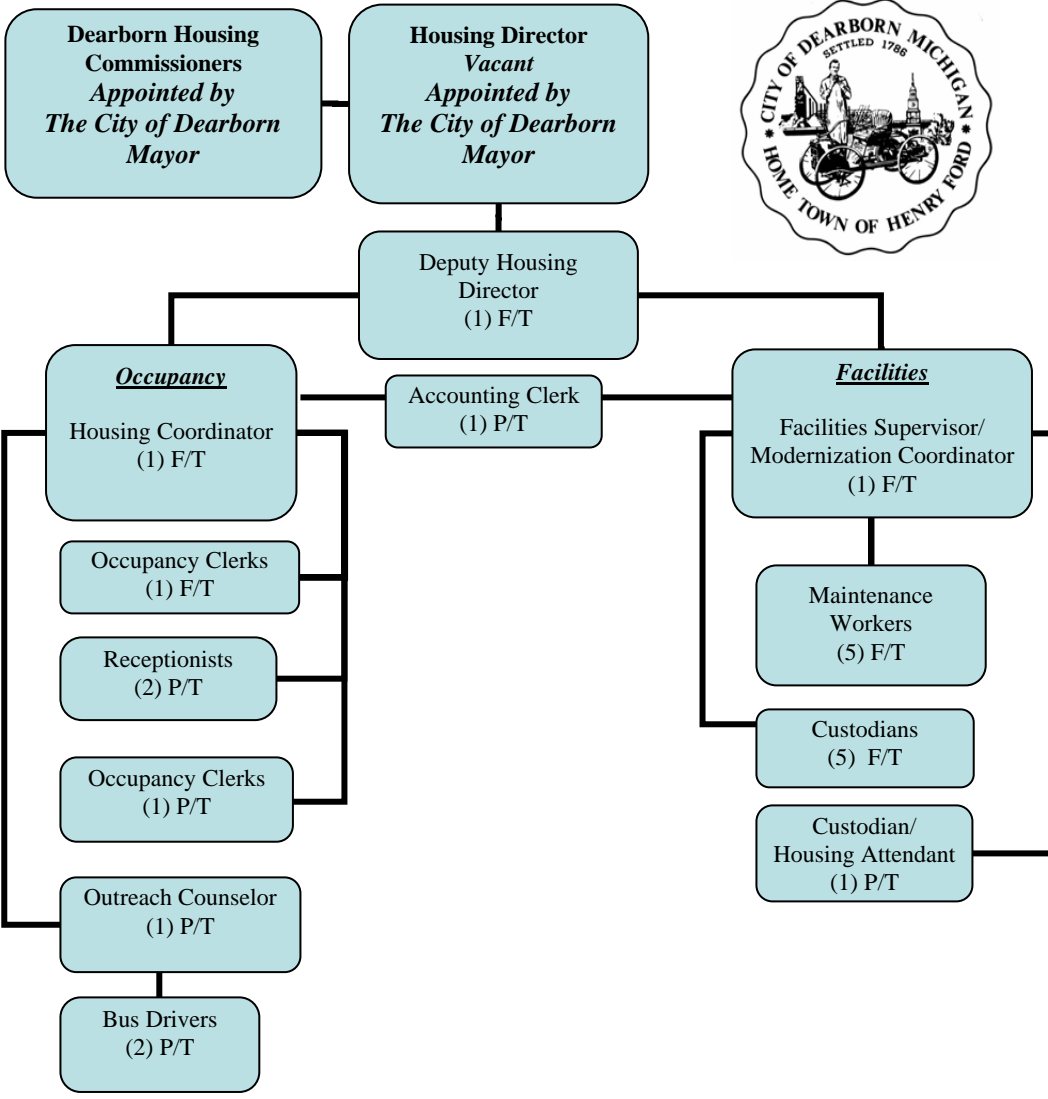 Dearborn Housing
Commissioners
Appointed by
The City of Dearborn
Mayor
Housing Director
Vacant
Appointed by
The City of Dearborn
Mayor
CITY OF DEARBORN MICHIGAN
SETTLED 1786
HOME TOWN OF HENRY FORD
Deputy Housing
Director
(1) F/T
Occupancy
Housing Coordinator
(1) F/T
Accounting Clerk
(1) P/T
Facilities
Facilities Supervisor/
Modernization Coordinator
(1) F/T
Occupancy Clerks
(1) F/T
Receptionists
(2) P/T
Occupancy Clerks
(1) P/T
Outreach Counselor
(1) P/T
Bus Drivers
(2) P/T
Maintenance
Workers
(5) F/T
Custodians
(5)  F/T
Custodian/
Housing Attendant
(1) P/T